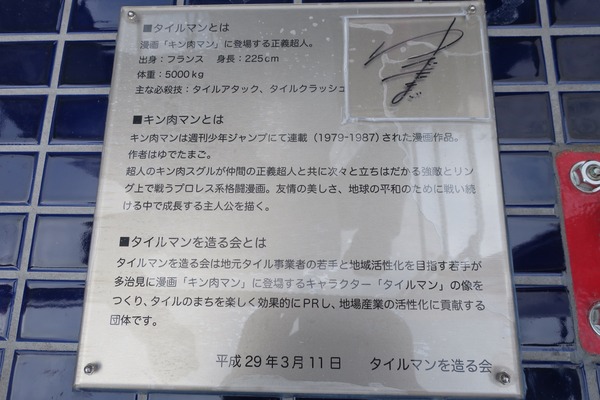 ■タイルマンとは
漫画「キン肉マン」に登場する正義超人。
出身：フランス　身長：225cm
体重：5000kg
主な必殺技：タイルアタック、タイルクラッシュ
■キン肉マンとは
キン肉マンは週刊少年ジャンプにて連載（1979-1987）された漫画作品。
作者はゆでたまご。
超人のキン肉スグルが仲間の正義超人と共に次々と立ちはだかる強敵とリン
グ上で戦うプロレス系格闘漫画。友情の美しさ、地球の平和のために戦い続
ける中で成長する主人公を描く。
■タイルマンを造る会とは
タイルマンを造る会は地元タイル事業者の若手と地域活性化を目指す若手が
多治見に漫画「キン肉マン」に登場するキャラクター「タイルマン」の像を
つくり、タイルのまちを楽しく効果的にPRし、地場産業の活性化に貢献する
団体です。
平成29年3月11日　タイルマンを造る会